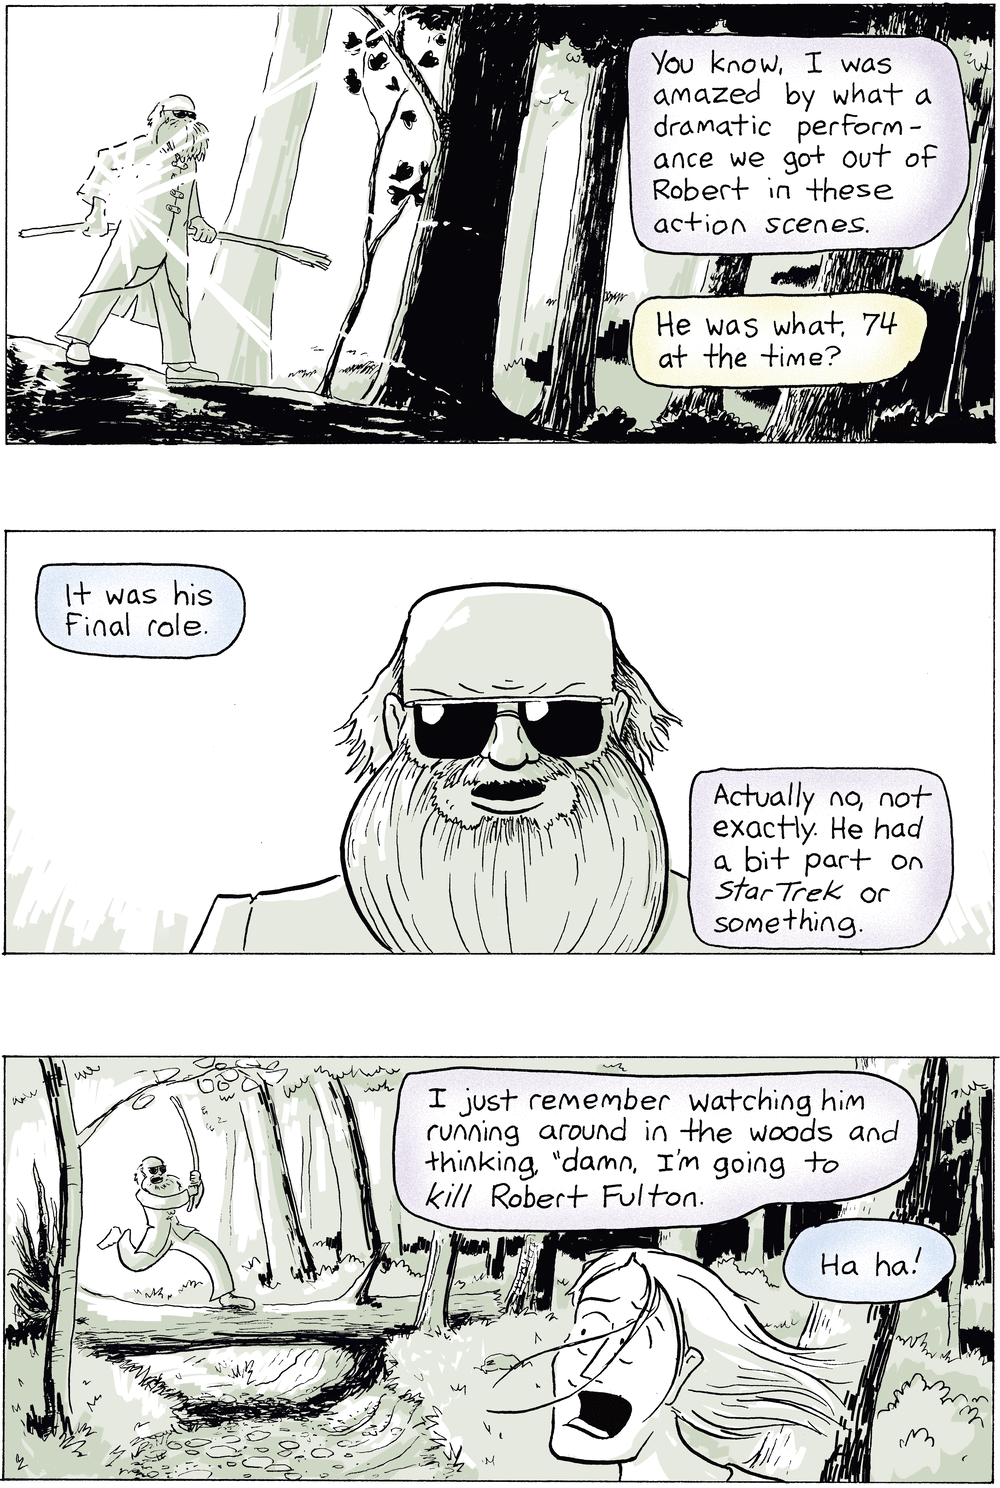 You know, I was
amazed by what a
dramatic perform-
ance we got out of
Robert in these
action scenes.
He was what, 74
at the time?
It was his
final role.
Actually no, not
exactly. He had
a bit part on
Star Trek or
something.
I just remember watching him
running around in the woods and
thinking, "damn, I'm going to
kill Robert Fulton.
Ha ha!